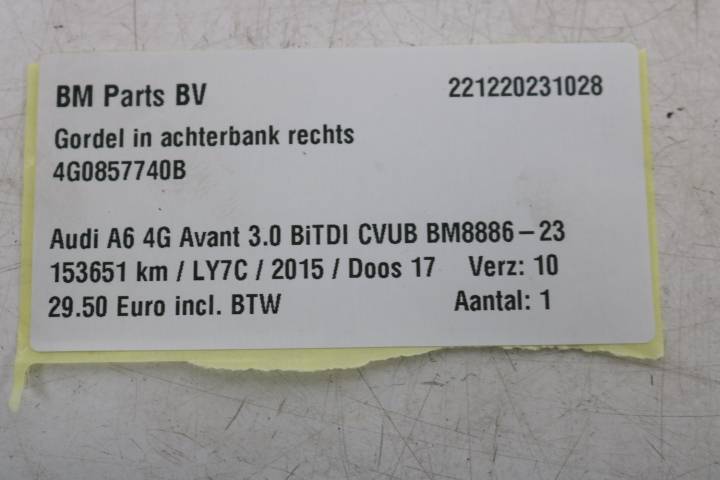 BM Parts BV 221220231028
Gordel in achterbank rechts
4G0857740B
Audi A6 4G Avant 3.0 BiTDI CVUB BM8886-23
153651 km / LY7C / 2015 / Doos 17 Verz: 10
29.50 Euro incl. BTW Aantal: 1